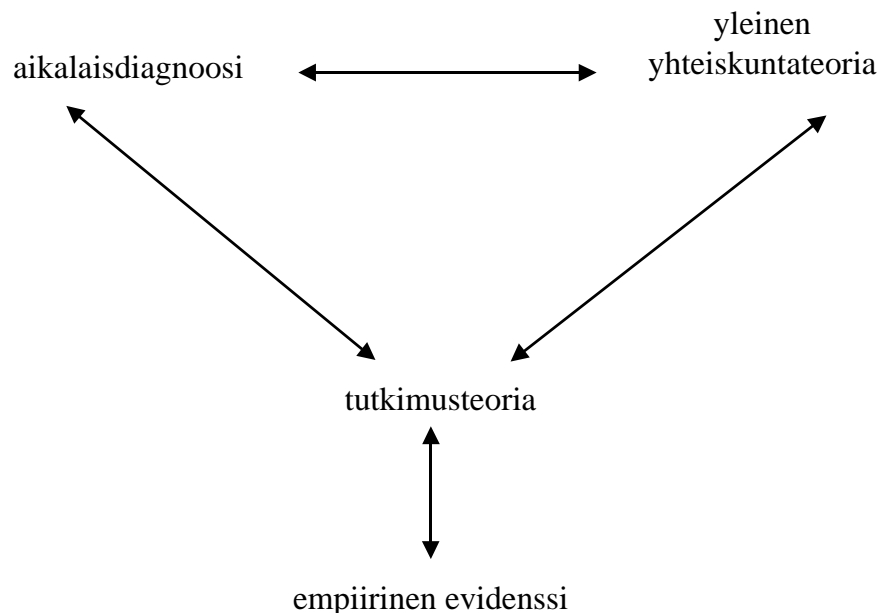 yleinen
aikalaisdiagnoosi
yhteiskuntateoria
tutkimusteoria
empiirinen evidenssi